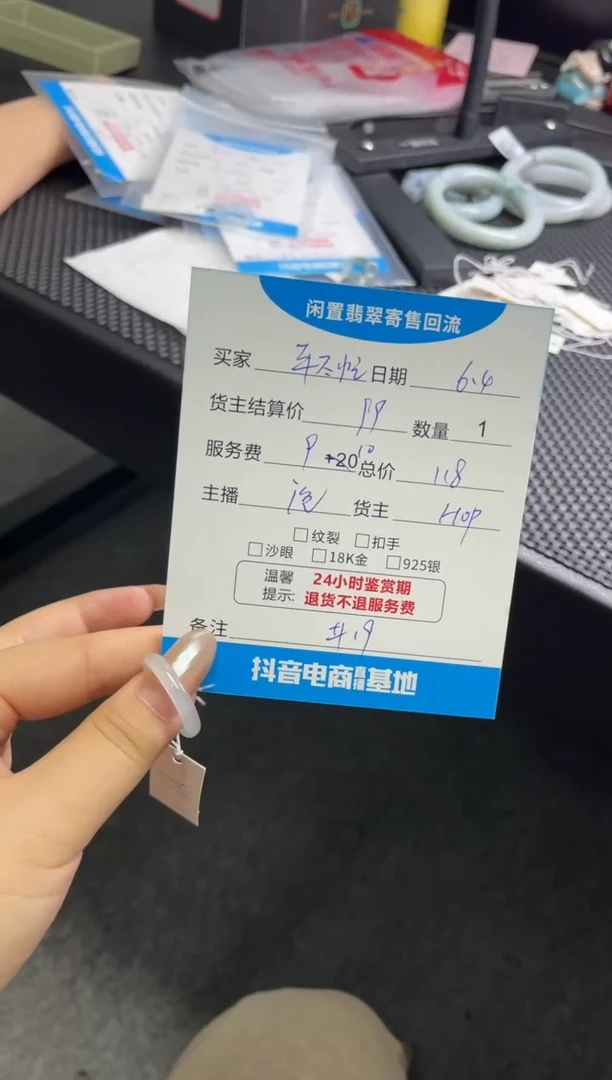 闲置翡翠寄售回流
买家 日期 6.4
货主结算价 数量 1
服务费 +20 总价 118
主播 货主 HOP
□纹裂 □扣手
□沙眼 □18K金 □925银
温馨 24小时鉴赏期
提示: 退货不退服务费
备注
抖音电商直播基地